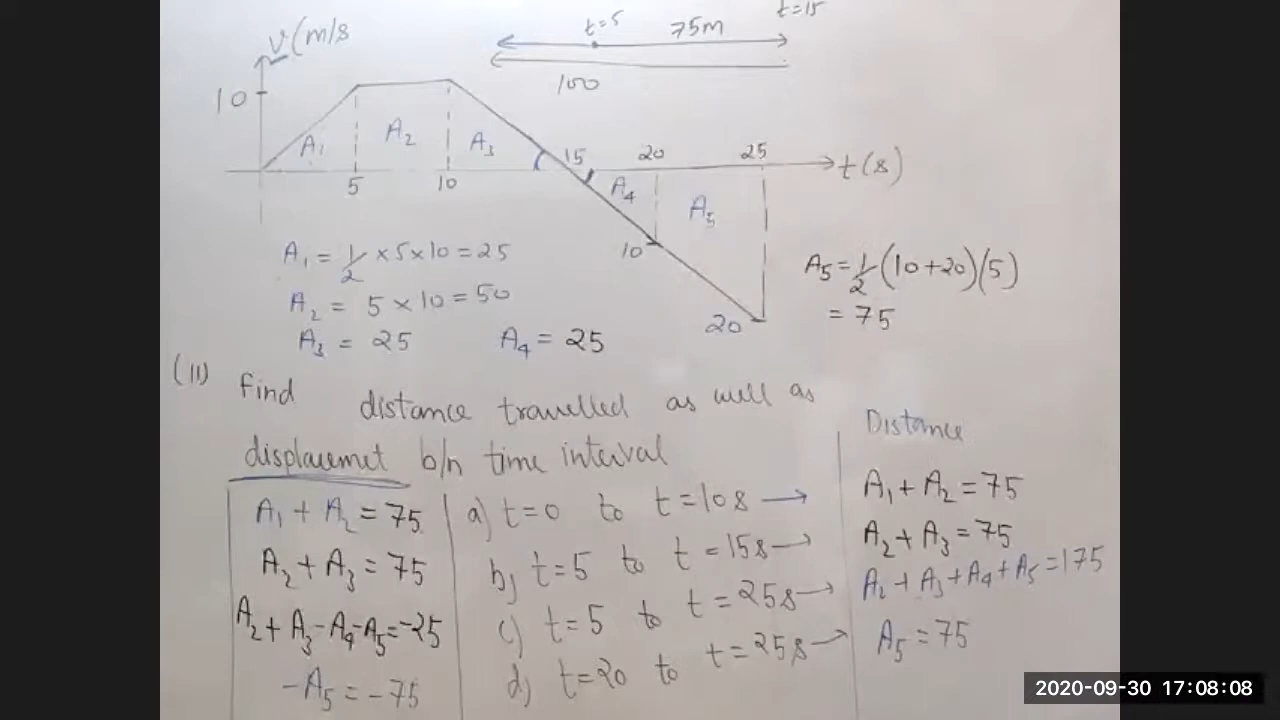 v(m/s
t=5
75m
t=15
100
10
A₁
A₂
A₃
15
20
25
t(s)
5
10
A₄
A₅
10
20
A₁ = 1/2 × 5 × 10 = 25
A₂ = 5 × 10 = 50
A₃ = 25
A₄ = 25
A₅ = 1/2 (10+20)(5)
= 75
(11) Find distance travelled as well as
displacemet b/n time interval
Distance
A₁ + A₂ = 75 a) t=0 to t=10s → A₁ + A₂ = 75
A₂ + A₃ = 75 b) t=5 to t=15s → A₂ + A₃ = 75
A₂ + A₃ - A₄ - A₅ = -25 c) t=5 to t=25s → A₂ + A₃ + A₄ + A₅ = 175
-A₅ = -75 d) t=20 to t=25s → A₅ = 75
2020-09-30 17:08:08